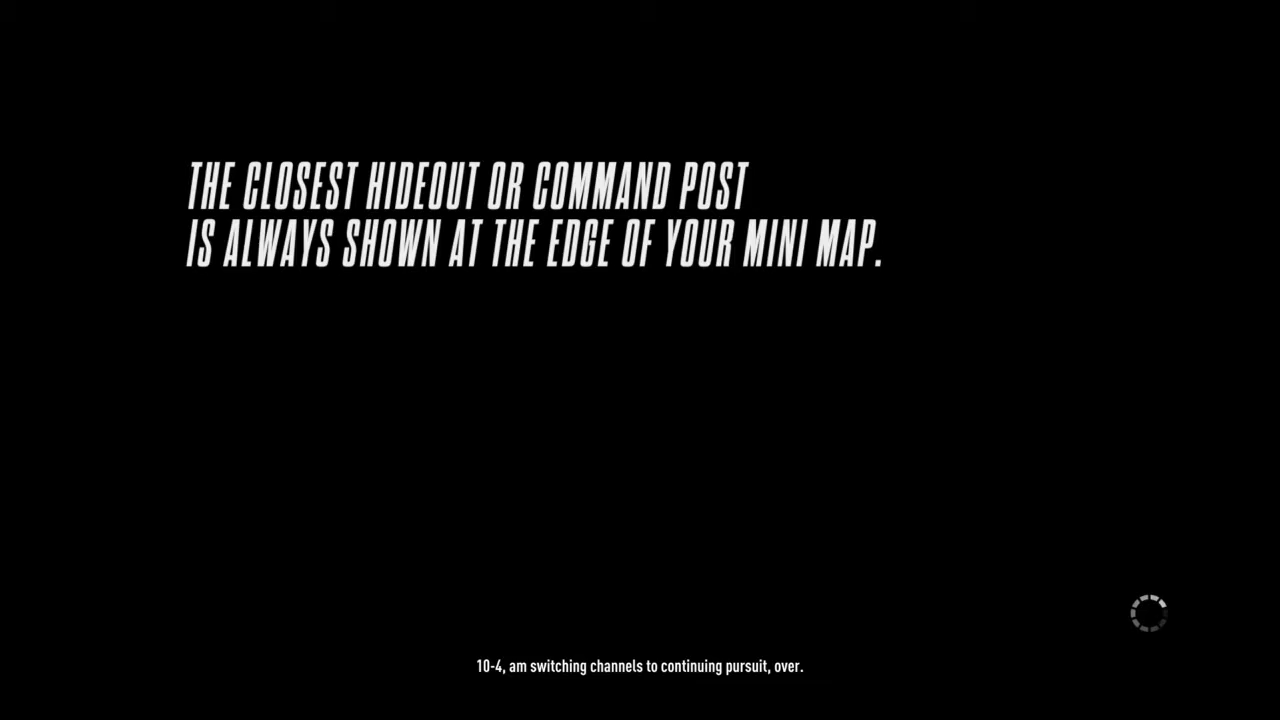 THE CLOSEST HIDEOUT OR COMMAND POST
IS ALWAYS SHOWN AT THE EDGE OF YOUR MINI MAP.
10-4, am switching channels to continuing pursuit, over.